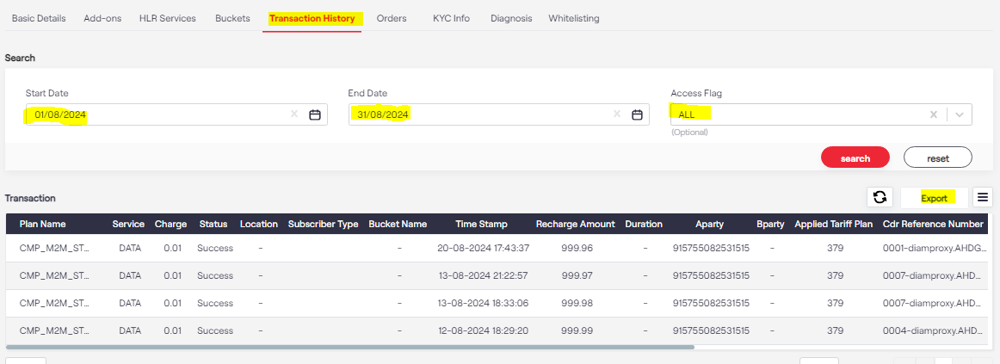 Basic Details Add-ons HLR Services Buckets Transaction History Orders KYC Info Diagnosis Whitelisting
Search
Start Date End Date Access Flag
01/08/2024 x 31/08/2024 x ALL x
(Optional)
search reset
Transaction Export
Plan Name Service Charge Status Location Subscriber Type Bucket Name Time Stamp Recharge Amount Duration Aparty Bparty Applied Tariff Plan Cdr Reference Number
CMP_M2M_ST... DATA 0.01 Success - - 20-08-2024 17:43:37 999.96 - 915755082531515 - 379 0001-diamproxy.AHDG...
CMP_M2M_ST... DATA 0.01 Success - - 13-08-2024 21:22:57 999.97 - 915755082531515 - 379 0007-diamproxy.AHD...
CMP_M2M_ST... DATA 0.01 Success - - 13-08-2024 18:33:06 999.98 - 915755082531515 - 379 0007-diamproxy.AHD...
CMP_M2M_ST... DATA 0.01 Success - - 12-08-2024 18:29:20 999.99 - 915755082531515 - 379 0004-diamproxy.AHD...